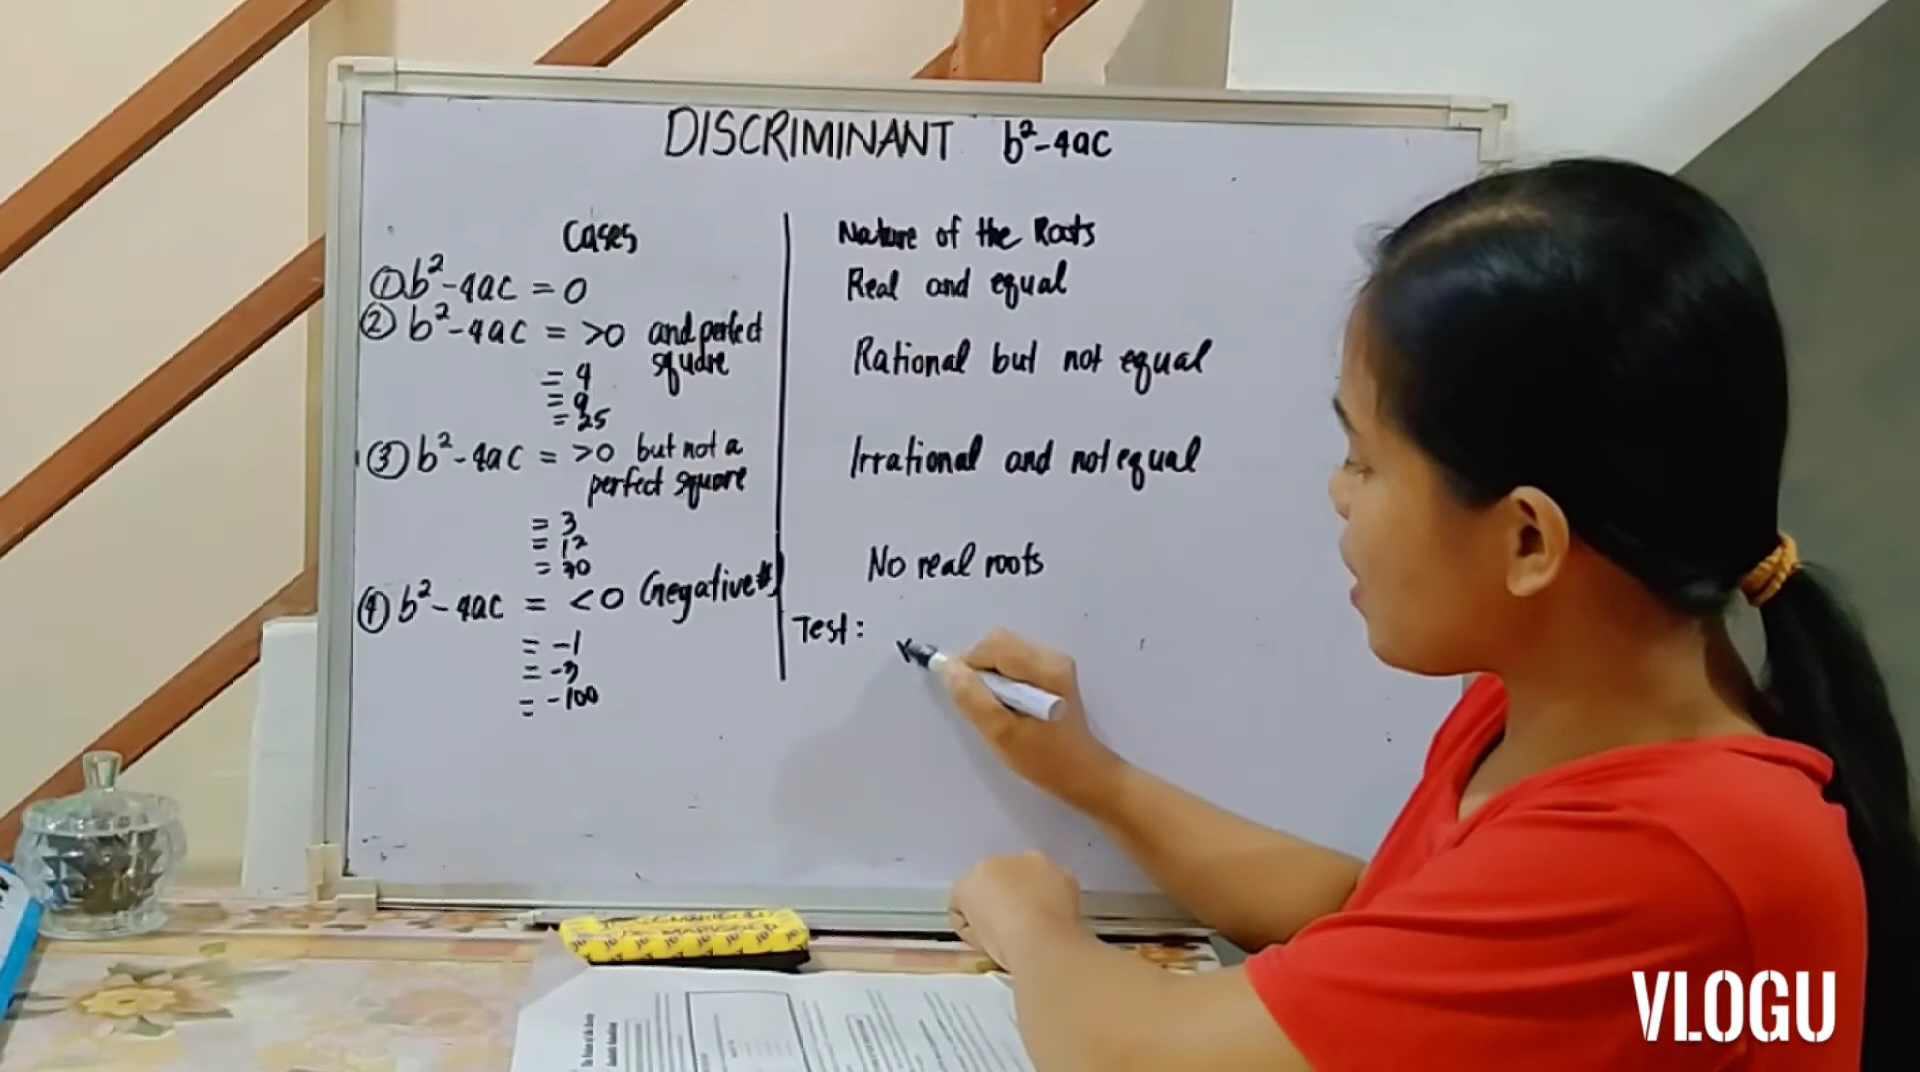 DISCRIMINANT b²-4ac
Cases
① b²-4ac = 0
② b²-4ac = >0 and perfect
square
= 4
= 9
= 25
③ b²-4ac = >0 but not a
perfect square
= 3
= 12
= 30
④ b²-4ac = <0 (negative #)
= -1
= -3
= -100
Nature of the Roots
Real and equal
Rational but not equal
Irrational and not equal
No real roots
Test:
VLOGU